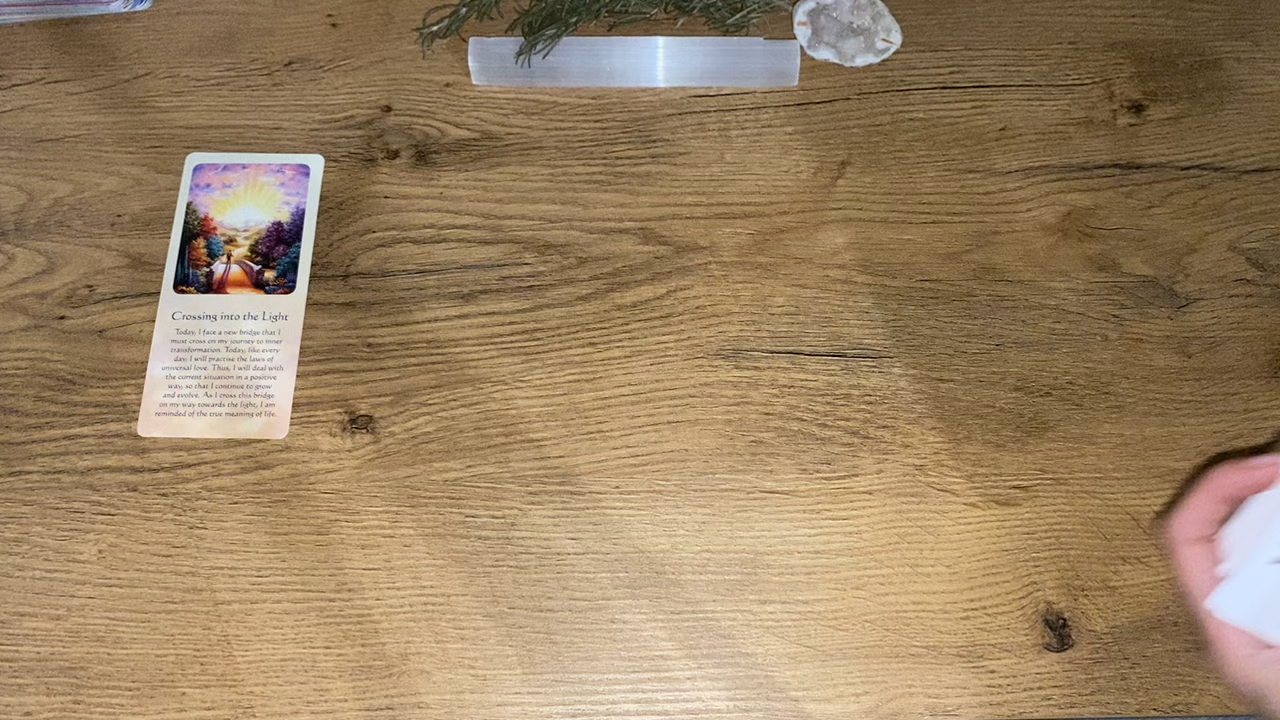 Crossing into the Light
Today, I face a new bridge that I
must cross on my journey to inner
transformation. Today, like every
day, I will practise the laws of
universal love. Thus, I will deal with
the current situation in a positive
way, so that I continue to grow
and evolve. As I cross this bridge
on my way towards the light, I am
reminded of the true meaning of life.